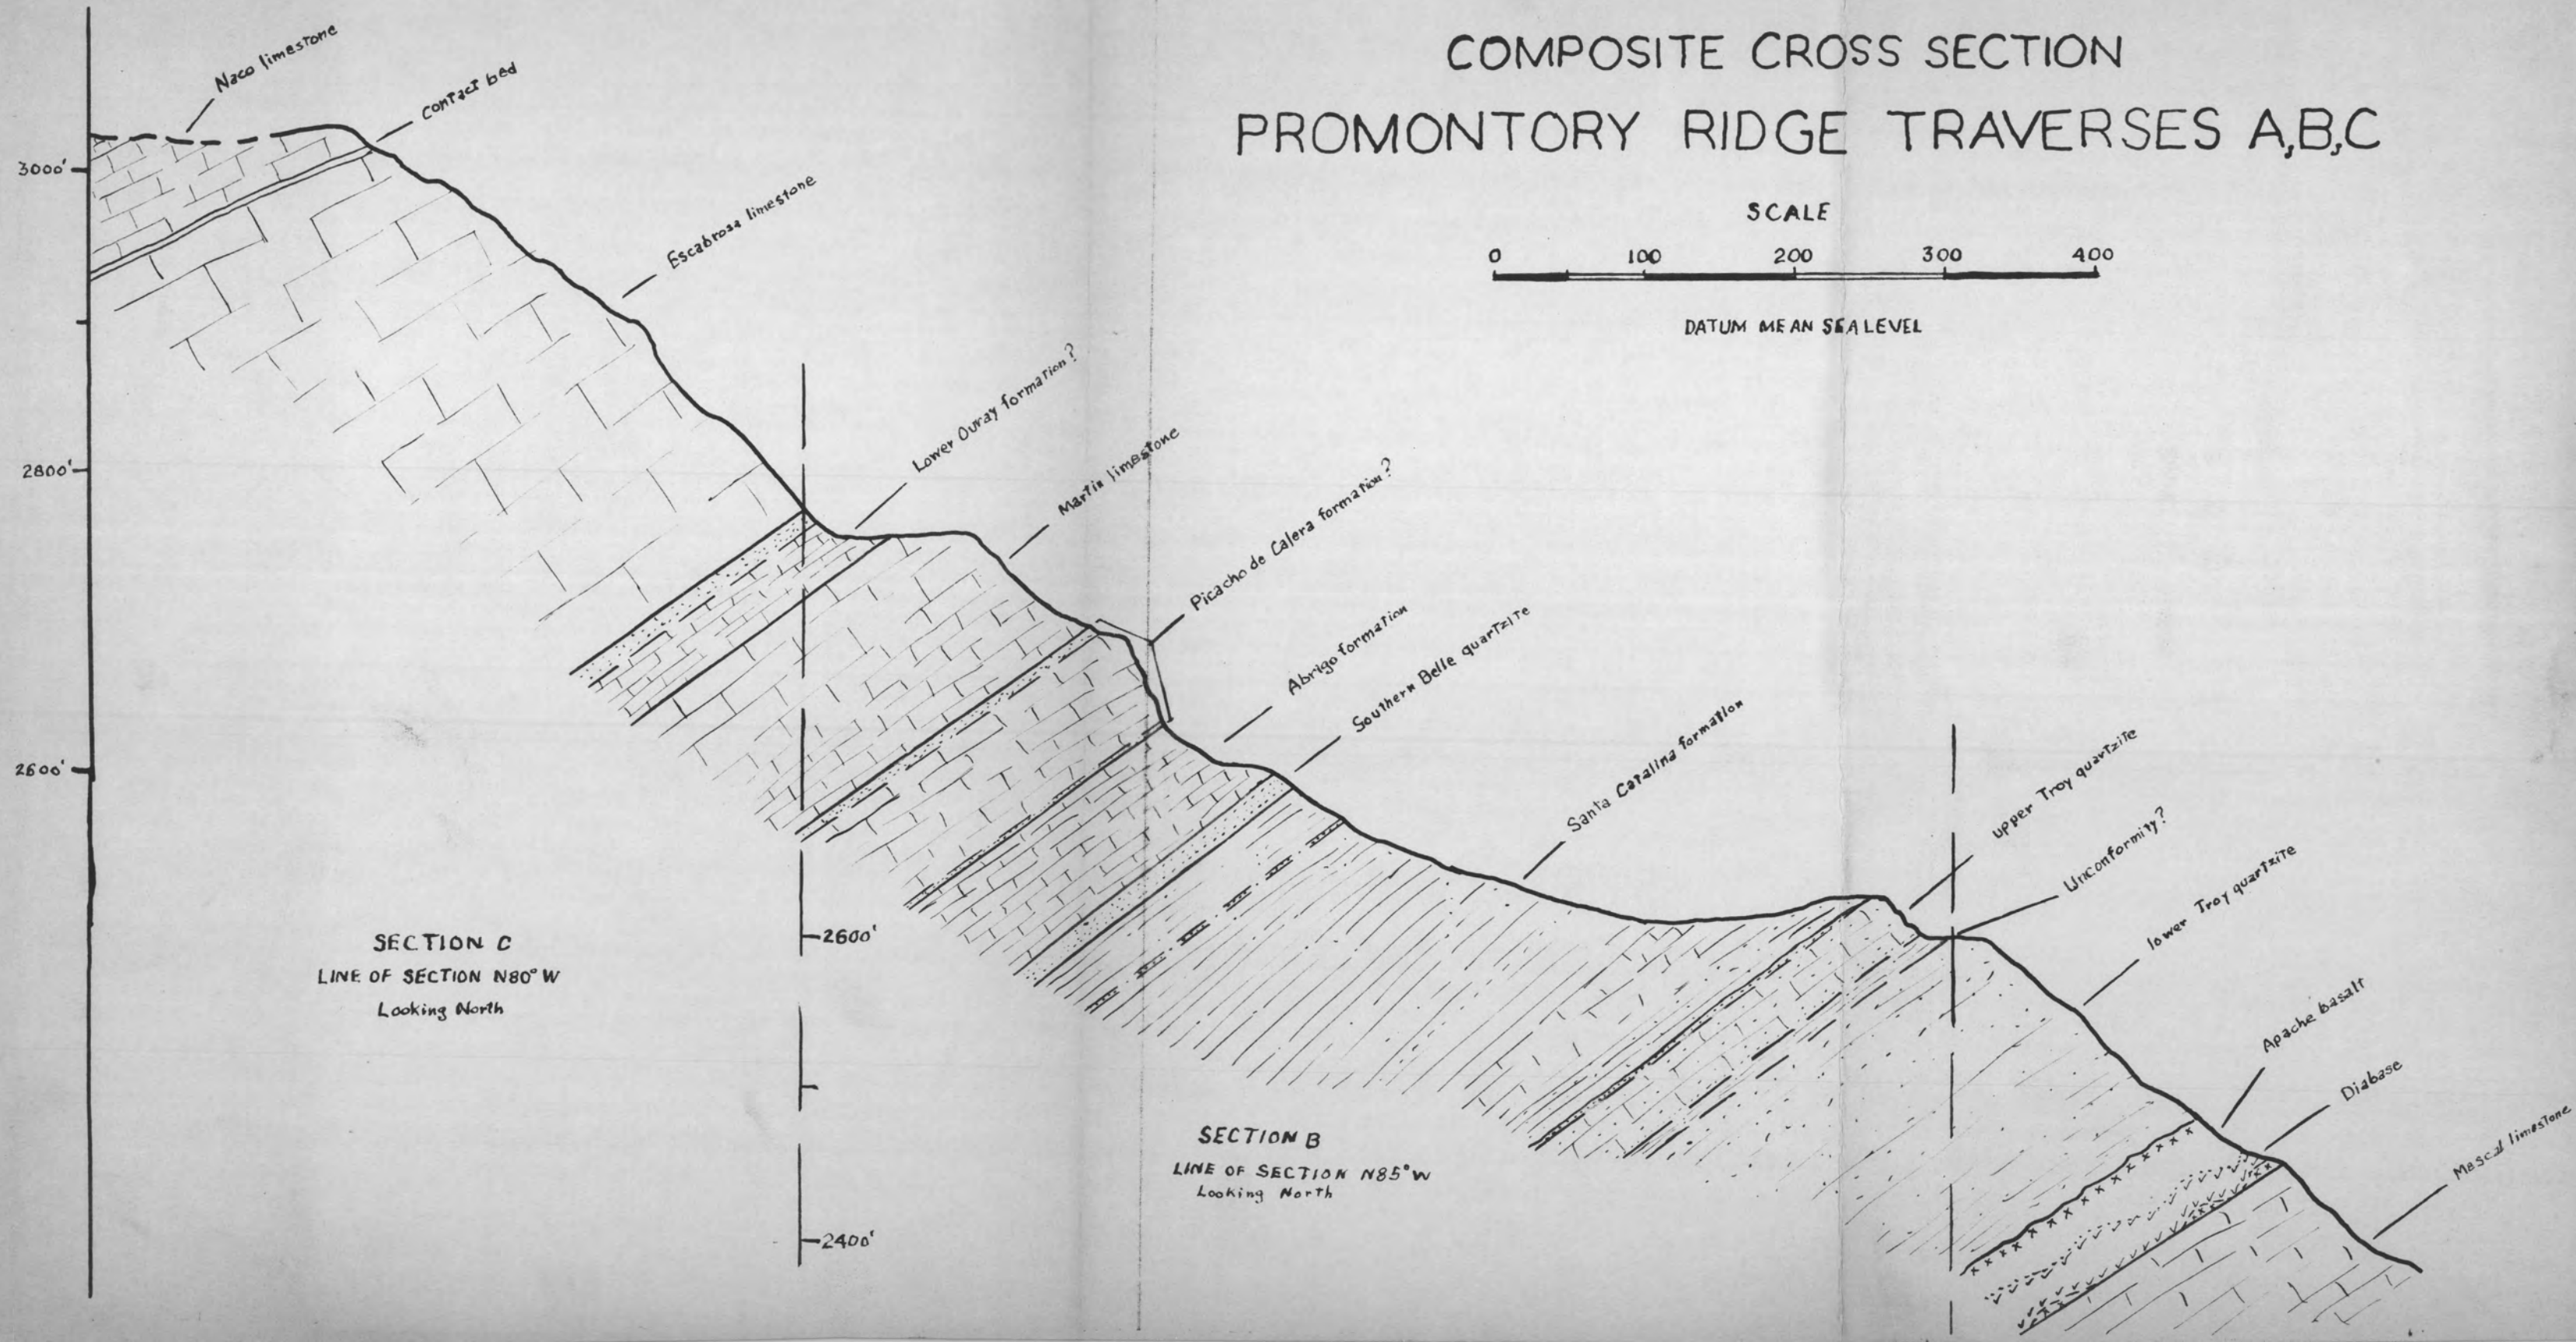 COMPOSITE CROSS SECTION
PROMONTORY RIDGE TRAVERSES A,B,C
SCALE
0 100 200 300 400
DATUM MEAN SEA LEVEL
Naco limestone
contact bed
3000'
Escabrosa limestone
2800'
Lower Ouray formation?
Martin limestone
Picacho de Calera formation?
Abrigo formation
Southern Belle quartzite
2600'
Santa Catalina formation
upper Troy quartzite
Unconformity?
lower Troy quartzite
Apache basalt
Diabase
Mescal limestone
SECTION C
LINE OF SECTION N80°W
Looking North
2600'
2400'
SECTION B
LINE OF SECTION N85°W
Looking North